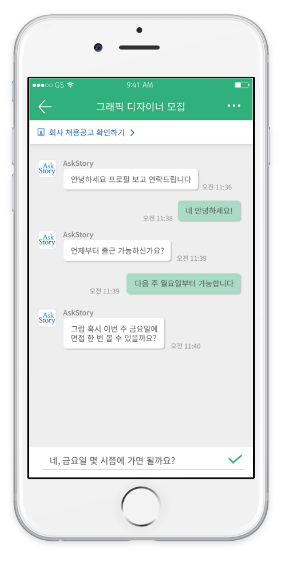 GS 9:41 AM
그래픽 디자이너 모집
회사 채용공고 확인하기 >
Ask Story
AskStory
안녕하세요 프로필 보고 연락드립니다
오전 11:36
네 안녕하세요!
오전 11:38
Ask Story
AskStory
언제부터 출근 가능하신가요?
오전 11:39
다음 주 월요일부터 가능합니다
오전 11:39
Ask Story
AskStory
그럼 혹시 이번 주 금요일에
면접 한 번 볼 수 있을까요?
오전 11:40
네, 금요일 몇 시쯤에 가면 될까요?